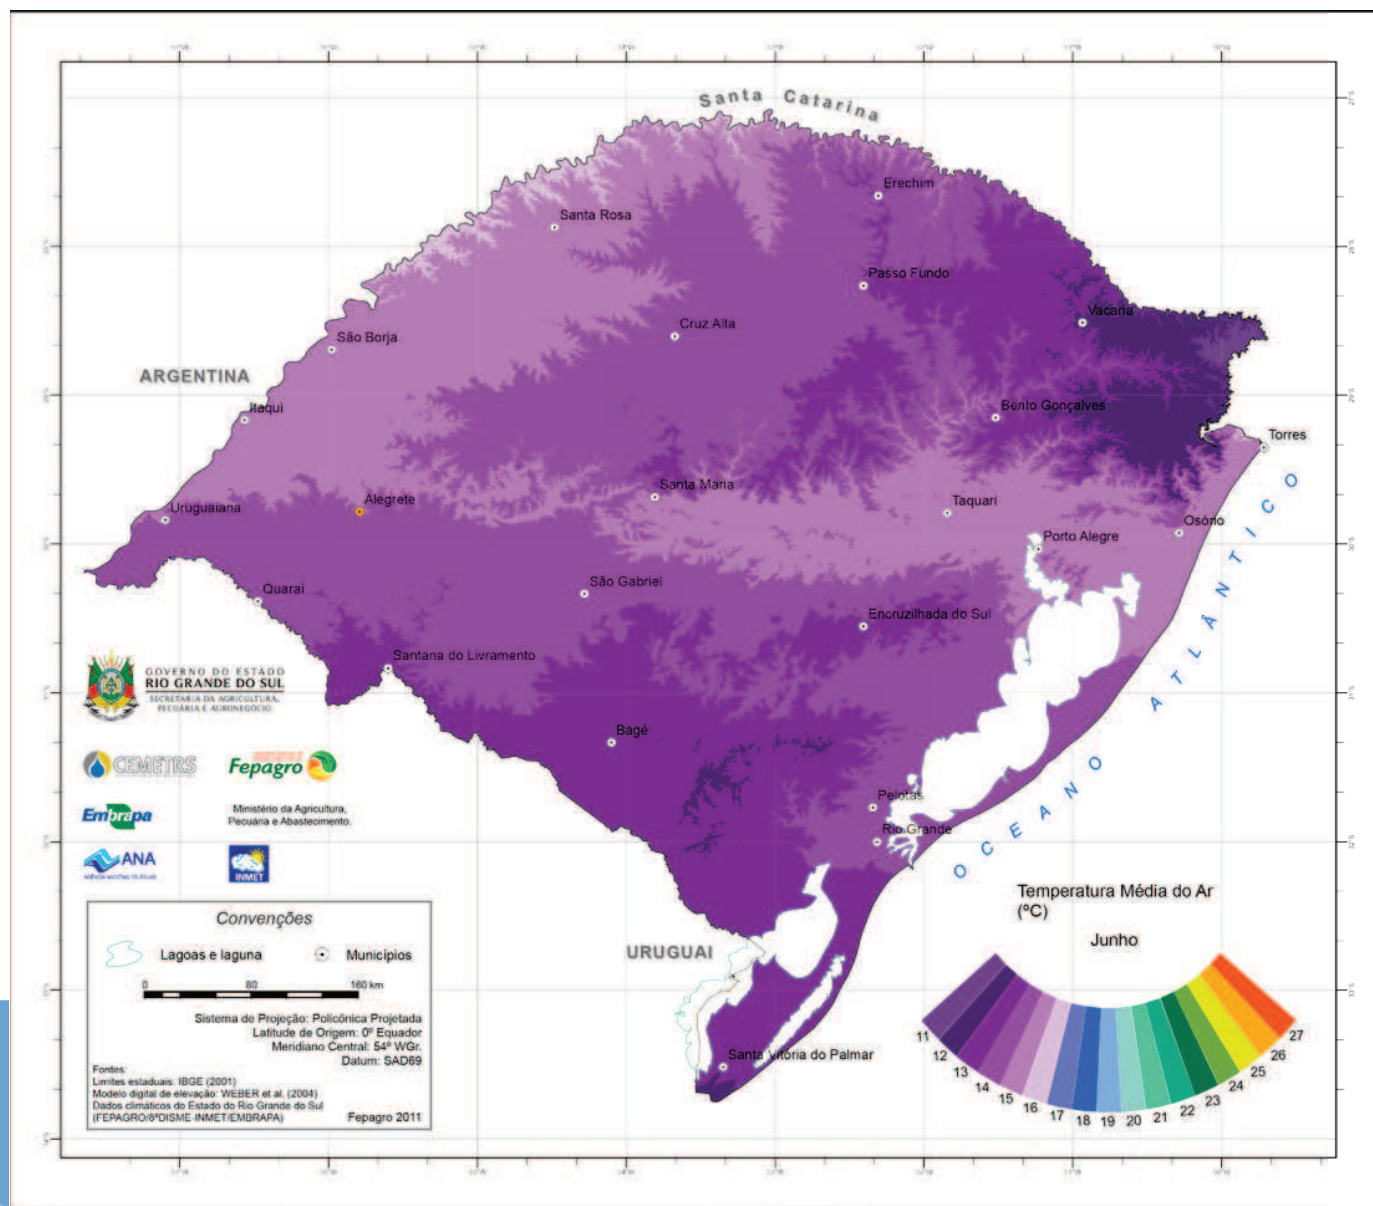 Santa Catarina
Erechim
Santa Rosa
Passo Fundo
Vacaria
Cruz Alta
São Borja
ARGENTINA
Itaqui
Bento Gonçalves
Torres
Santa Maria
Alegrete
Taquari
Uruguaiana
Osório
Porto Alegre
São Gabriel
Quarai
Encruzilhada do Sul
Santana do Livramento
OCEANO ATLÂNTICO
GOVERNO DO ESTADO
RIO GRANDE DO SUL
SECRETARIA DA AGRICULTURA,
PECUÁRIA E AGRONEGÓCIO
Bagé
CEMETRS
Fepagro
Pelotas
Embrapa
Ministério da Agricultura,
Pecuária e Abastecimento.
Rio Grande
ANA
INMET
Temperatura Média do Ar
(ºC)
Junho
Convenções
URUGUAI
Lagoas e laguna
Municípios
0 80 160 km
Sistema de Projeção: Policônica Projetada
Latitude de Origem: 0º Equador
Meridiano Central: 54º WGr.
Datum: SAD69
Santa Vitória do Palmar
Fontes:
Limites estaduais: IBGE (2001)
Modelo digital de elevação: WEBER et al. (2004)
Dados climáticos do Estado do Rio Grande do Sul
(FEPAGRO/8ºDISME-INMET/EMBRAPA)
Fepagro 2011
11 12 13 14 15 16 17 18 19 20 21 22 23 24 25 26 27